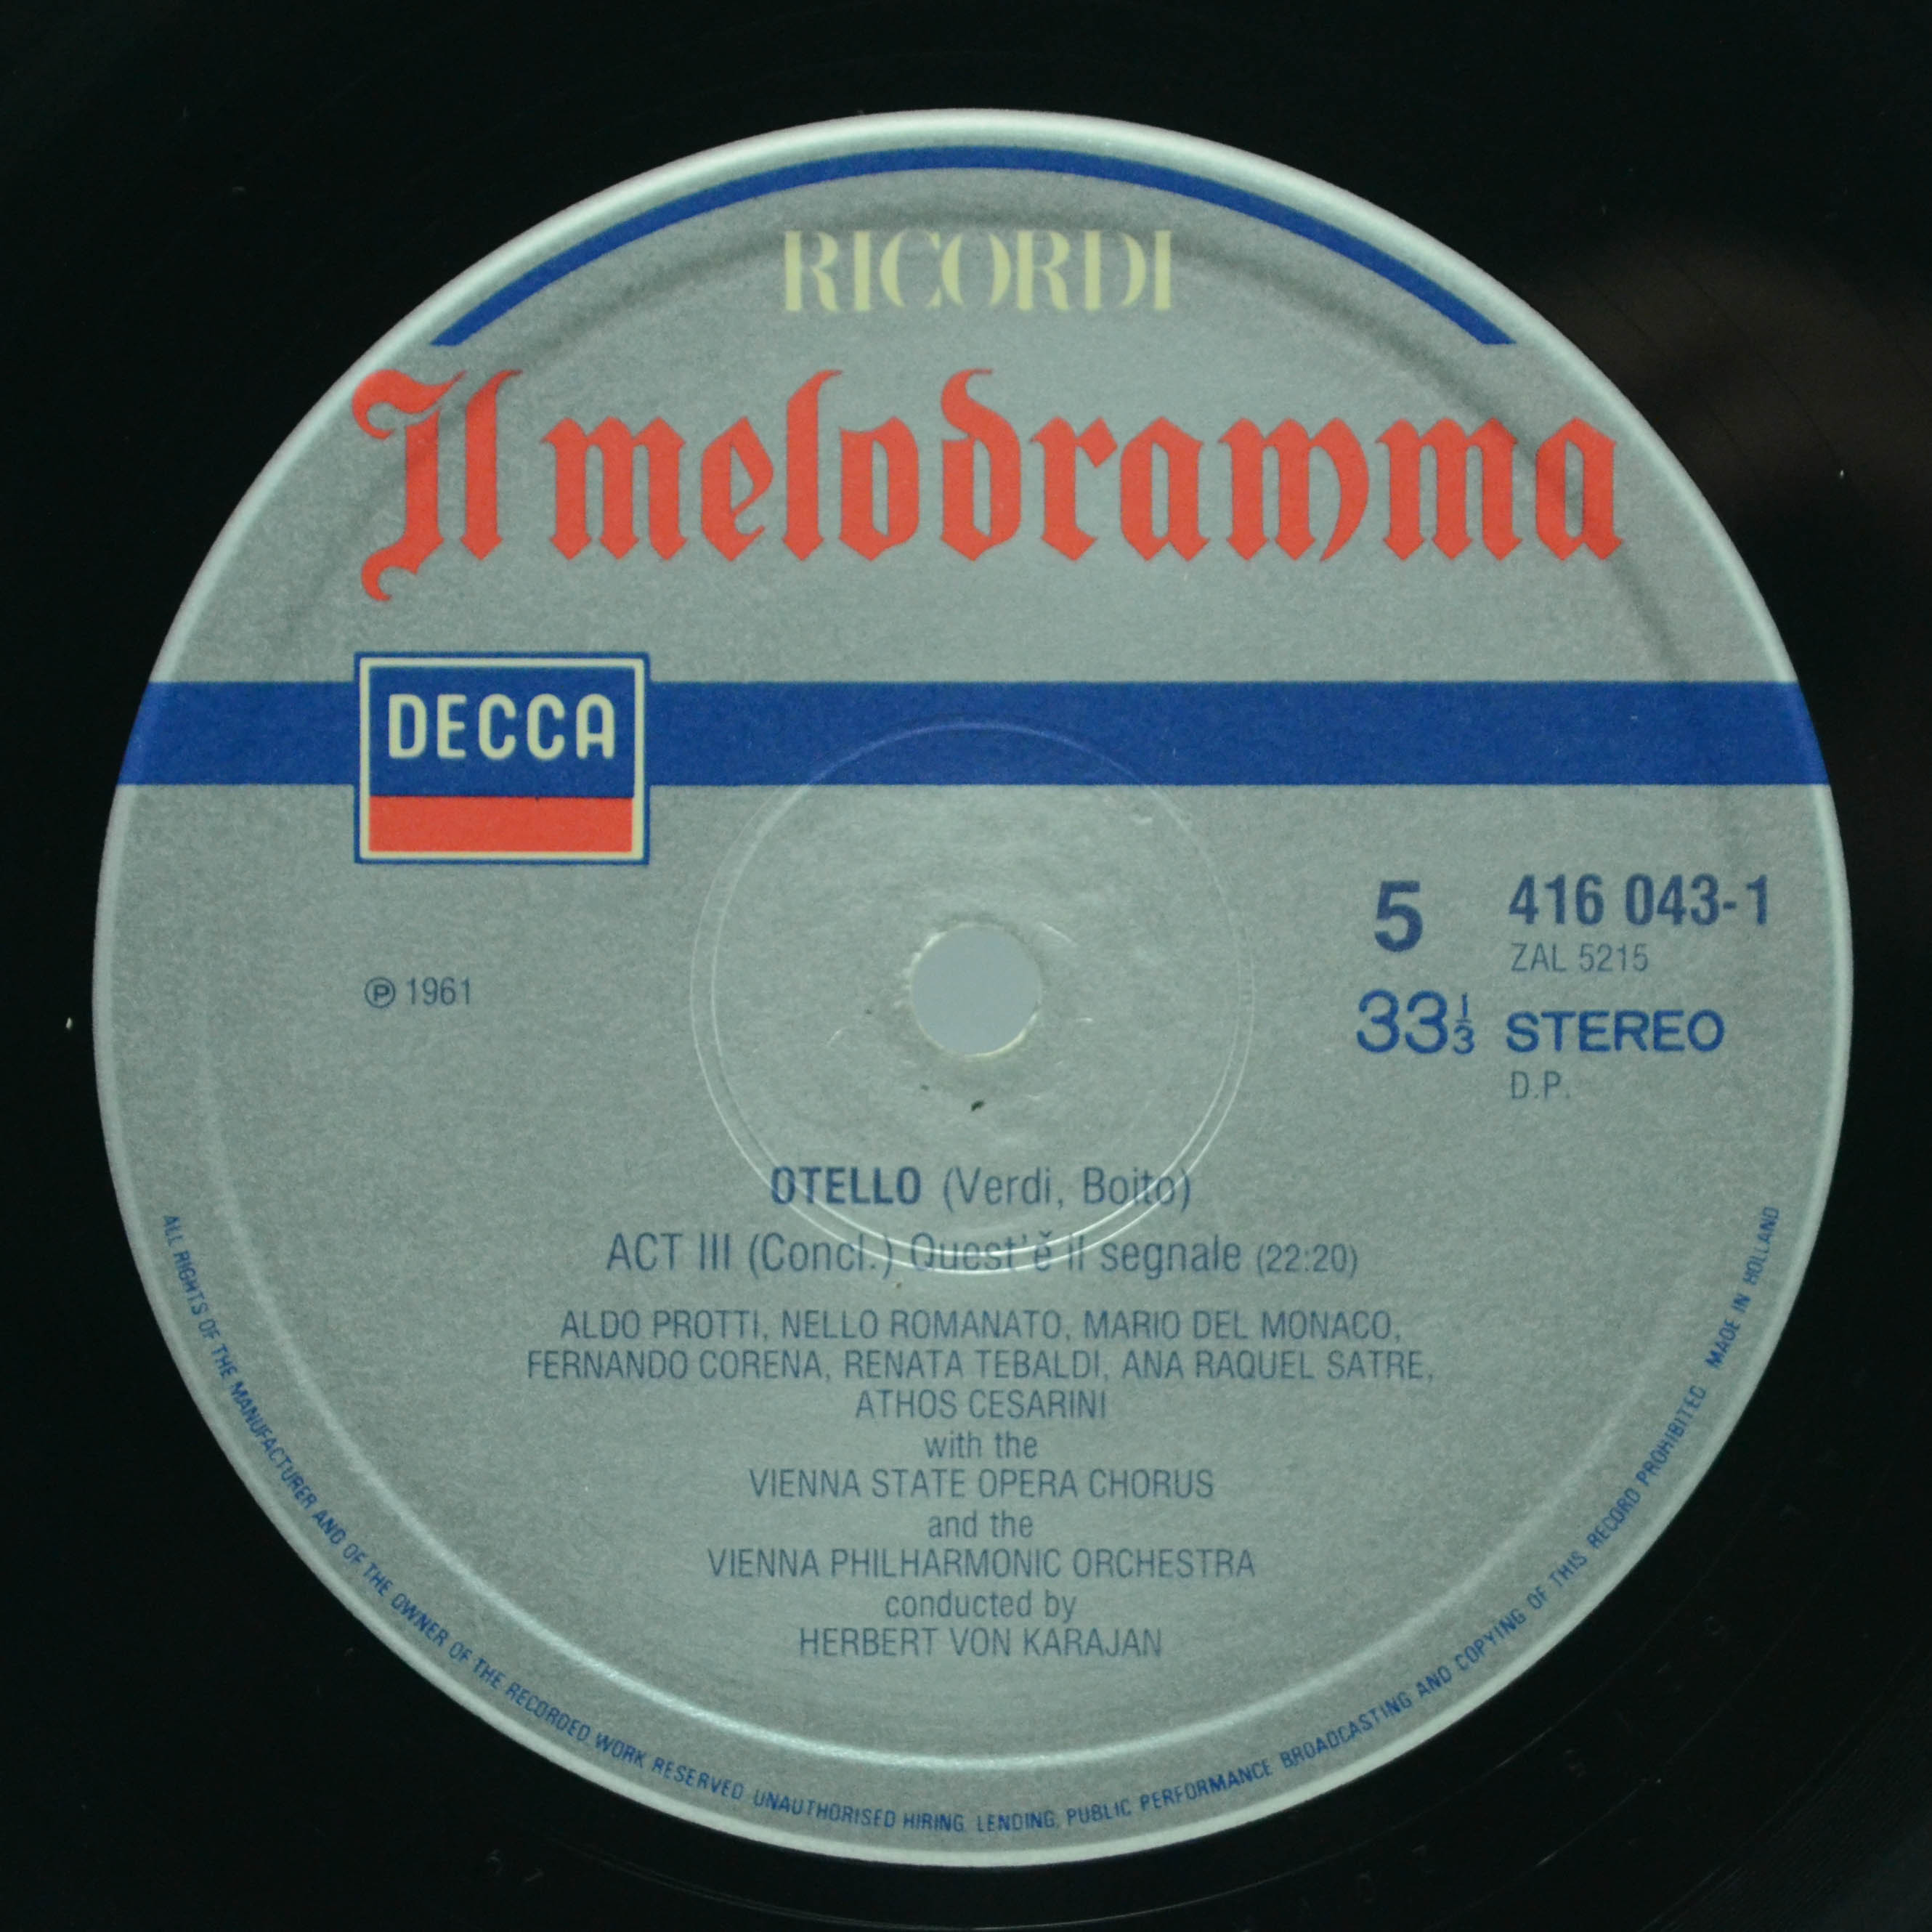 RICORDI
Il melodramma
DECCA
5 416 043-1
ZAL 5215
℗ 1961
33⅓ STEREO
D.P.
OTELLO (Verdi, Boito)
ACT III (Concl.) Quest'ě il segnale (22:20)
ALDO PROTTI, NELLO ROMANATO, MARIO DEL MONACO,
FERNANDO CORENA, RENATA TEBALDI, ANA RAQUEL SATRE,
ATHOS CESARINI
with the
VIENNA STATE OPERA CHORUS
and the
VIENNA PHILHARMONIC ORCHESTRA
conducted by
HERBERT VON KARAJAN
ALL RIGHTS OF THE MANUFACTURER AND OF THE OWNER OF THE RECORDED WORK RESERVED. UNAUTHORISED HIRING, LENDING, PUBLIC PERFORMANCE BROADCASTING AND COPYING OF THIS RECORD PROHIBITED. MADE IN HOLLAND